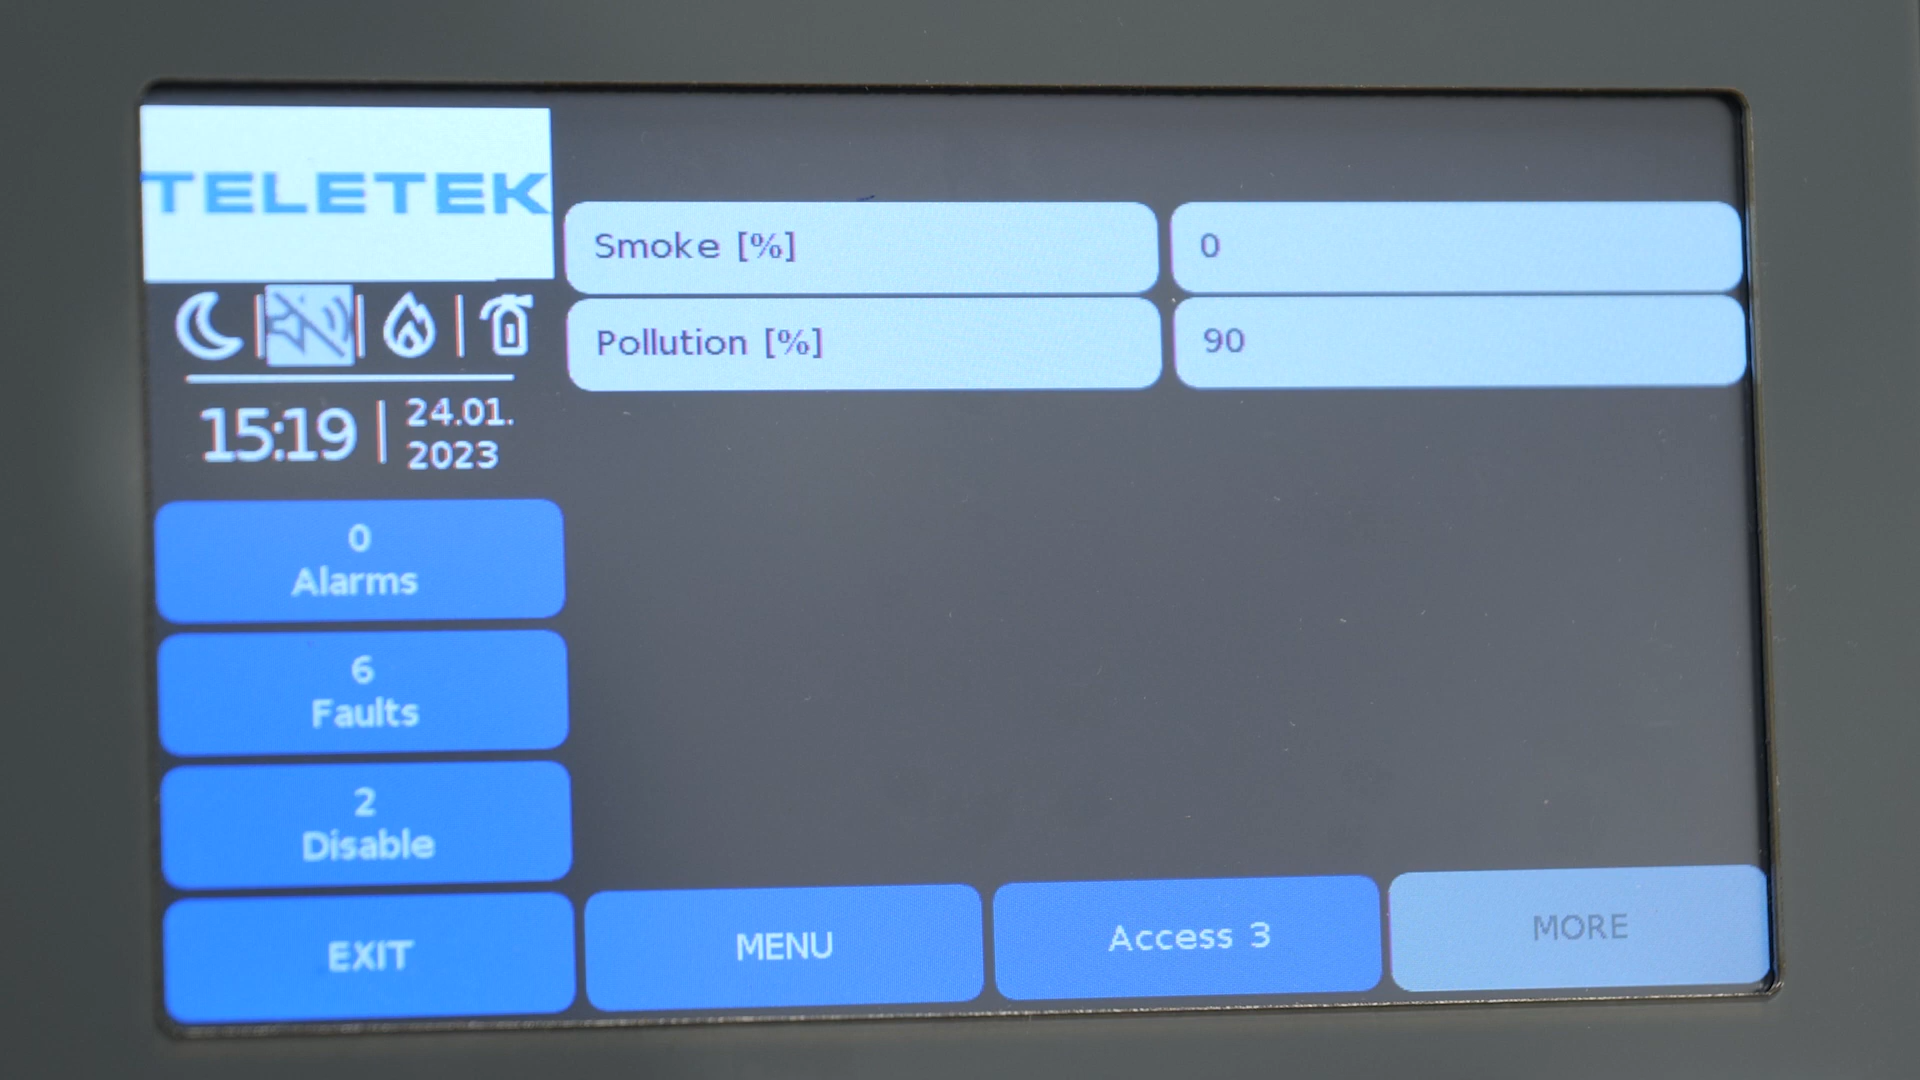 TELETEK
Smoke [%]
0
Pollution [%]
90
15:19
24.01.
2023
0
Alarms
6
Faults
2
Disable
EXIT
MENU
Access 3
MORE